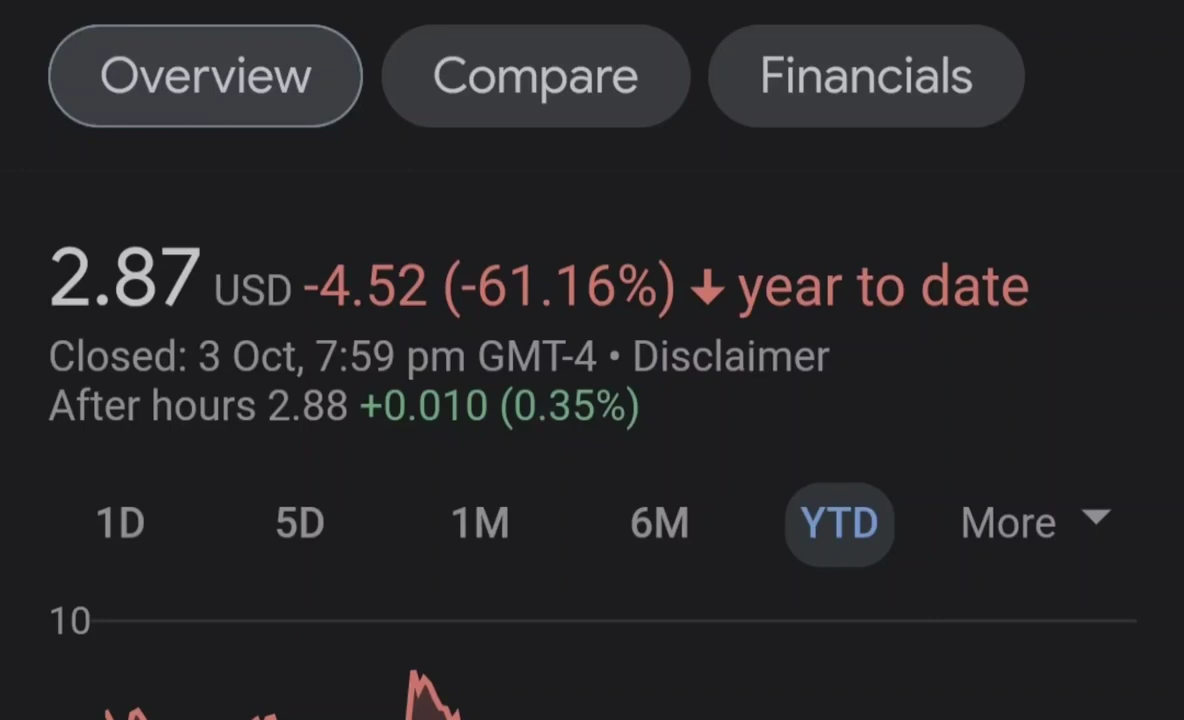 Overview Compare Financials
2.87 USD -4.52 (-61.16%) ↓ year to date
Closed: 3 Oct, 7:59 pm GMT-4 • Disclaimer
After hours 2.88 +0.010 (0.35%)
1D 5D 1M 6M YTD More
10